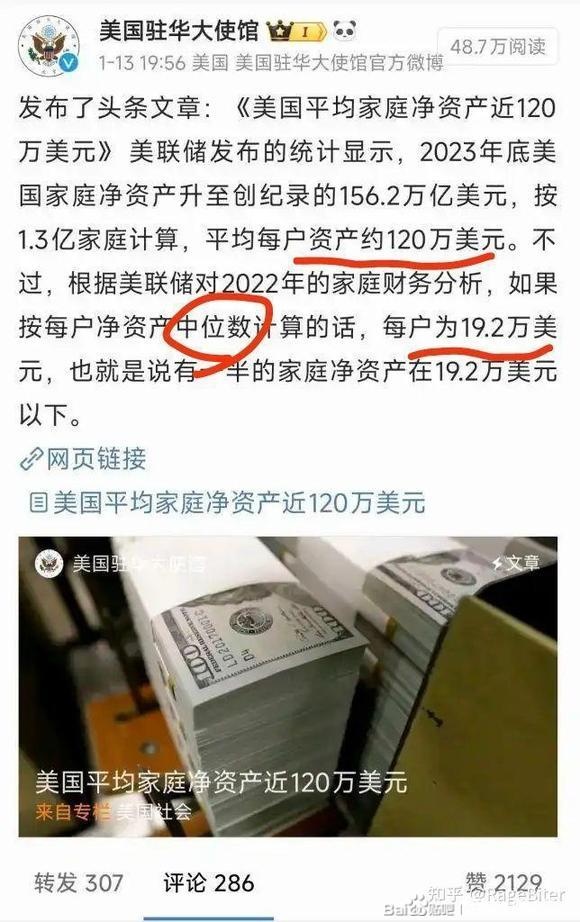 美国驻华大使馆 I
48.7万阅读
1-13 19:56 美国 美国驻华大使馆官方微博
发布了头条文章：《美国平均家庭净资产近120
万美元》 美联储发布的统计显示，2023年底美
国家庭净资产升至创纪录的156.2万亿美元，按
1.3亿家庭计算，平均每户资产约120万美元。不
过，根据美联储对2022年的家庭财务分析，如果
按每户净资产中位数计算的话，每户为19.2万美
元，也就是说有一半的家庭净资产在19.2万美元
以下。
网页链接
美国平均家庭净资产近120万美元
美国驻华大使馆
文章
100
LD20170001C
D4
美国平均家庭净资产近120万美元
来自专栏 美国社会
转发 307
评论 286
赞 2129
知乎 @RageBiter
Bai 贴吧